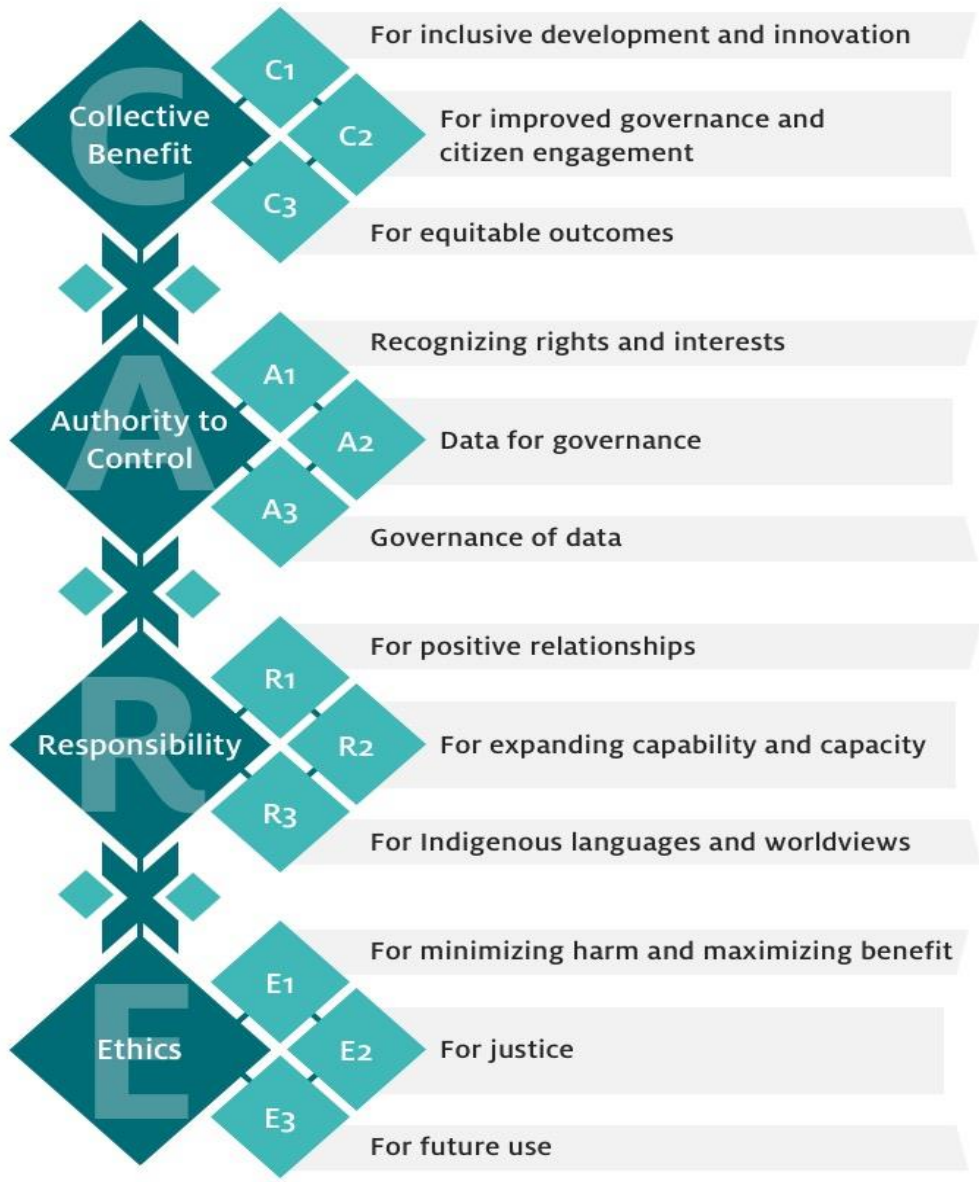 C
Collective
Benefit
C1
For inclusive development and innovation
C2
For improved governance and
citizen engagement
C3
For equitable outcomes
A
Authority to
Control
A1
Recognizing rights and interests
A2
Data for governance
A3
Governance of data
R
Responsibility
R1
For positive relationships
R2
For expanding capability and capacity
R3
For Indigenous languages and worldviews
E
Ethics
E1
For minimizing harm and maximizing benefit
E2
For justice
E3
For future use